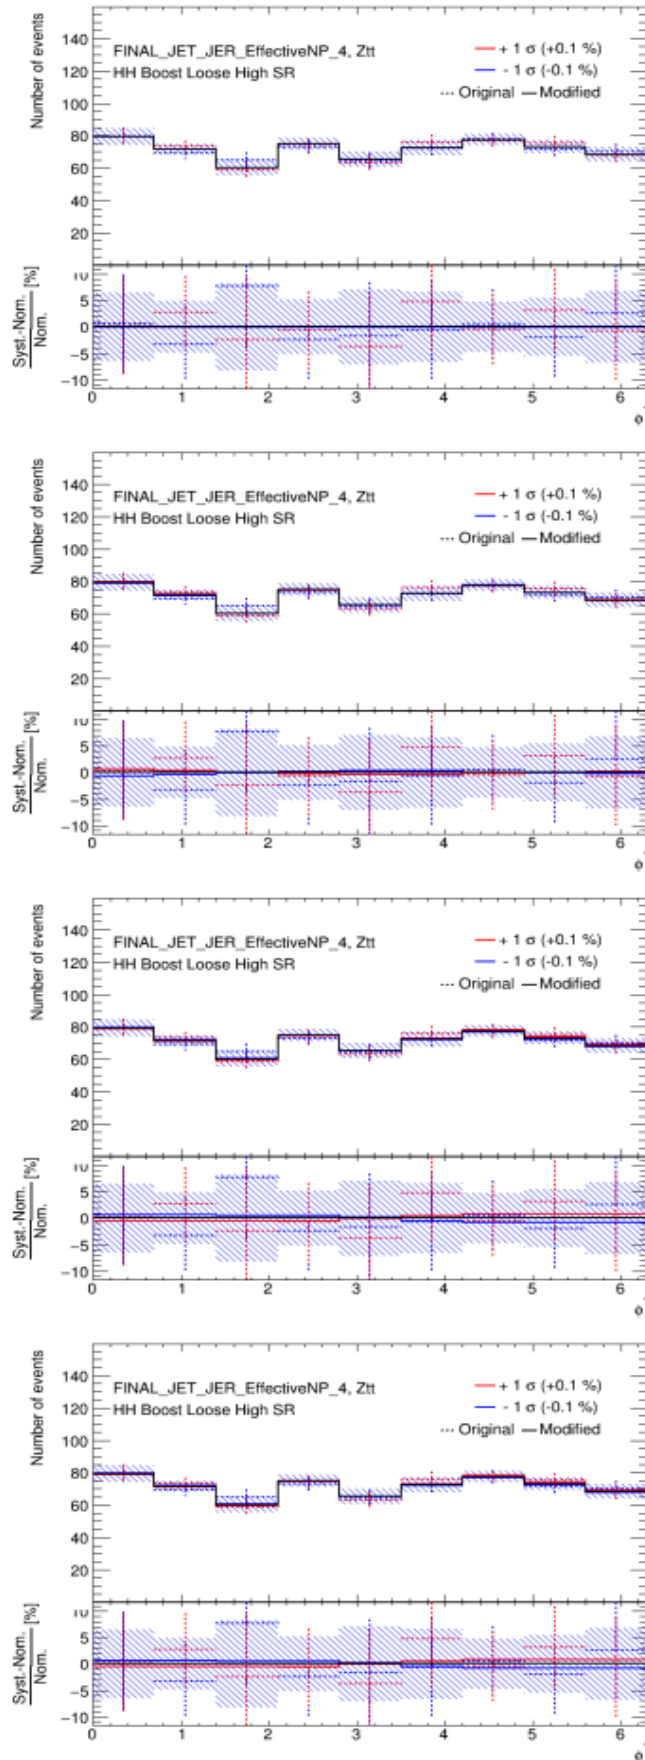 Number of events
160
140
120
100
80
60
40
20
FINAL_JET_JER_EffectiveNP_4, Ztt
HH Boost Loose High SR
+ 1 σ (+0.1 %)
- 1 σ (-0.1 %)
Original Modified
Syst.-Nom.
Nom.
[%]
10
5
0
−5
−10
0 1 2 3 4 5 6
Number of events
160
140
120
100
80
60
40
20
FINAL_JET_JER_EffectiveNP_4, Ztt
HH Boost Loose High SR
+ 1 σ (+0.1 %)
- 1 σ (-0.1 %)
Original Modified
Syst.-Nom.
Nom.
[%]
10
5
0
−5
−10
0 1 2 3 4 5 6
Number of events
160
140
120
100
80
60
40
20
FINAL_JET_JER_EffectiveNP_4, Ztt
HH Boost Loose High SR
+ 1 σ (+0.1 %)
- 1 σ (-0.1 %)
Original Modified
Syst.-Nom.
Nom.
[%]
10
5
0
−5
−10
0 1 2 3 4 5 6
Number of events
160
140
120
100
80
60
40
20
FINAL_JET_JER_EffectiveNP_4, Ztt
HH Boost Loose High SR
+ 1 σ (+0.1 %)
- 1 σ (-0.1 %)
Original Modified
Syst.-Nom.
Nom.
[%]
10
5
0
−5
−10
0 1 2 3 4 5 6